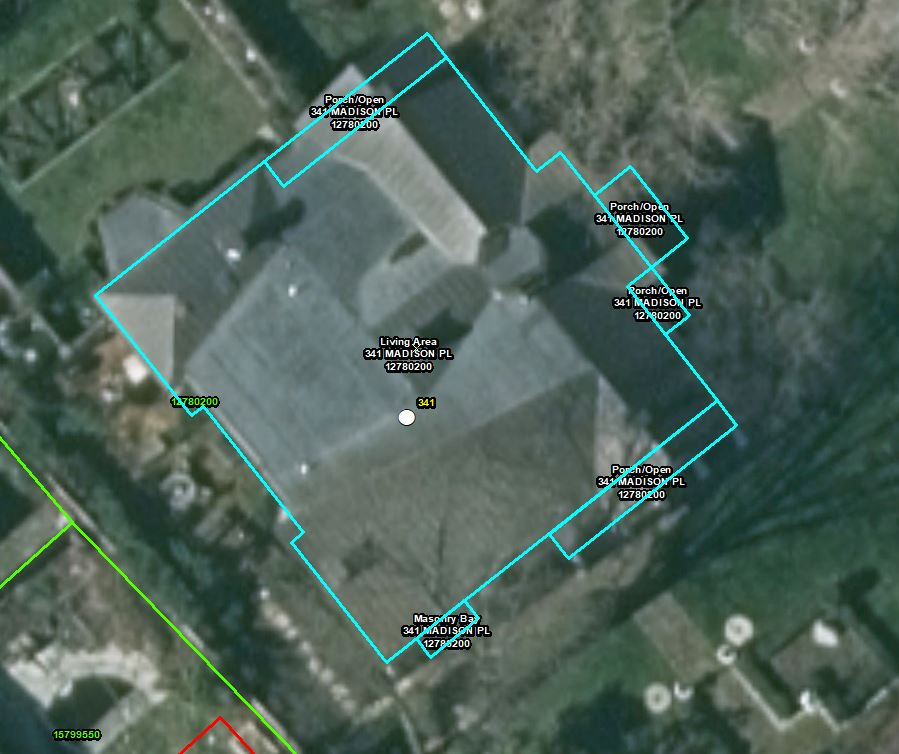 Porch/Open
341 MADISON PL
12780200
Porch/Open
341 MADISON PL
12780200
Porch/Open
341 MADISON PL
12780200
Living Area
341 MADISON PL
12780200
12780200
341
Porch/Open
341 MADISON PL
12780200
Masonry Bay
341 MADISON PL
12780200
15799550